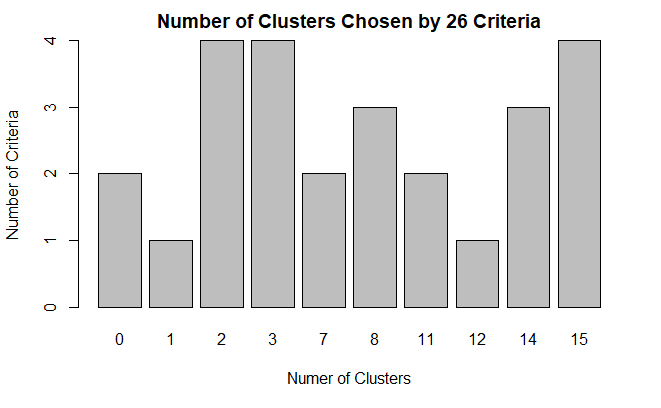 Number of Clusters Chosen by 26 Criteria
Number of Criteria
4
3
2
1
0
0 1 2 3 7 8 11 12 14 15
Numer of Clusters